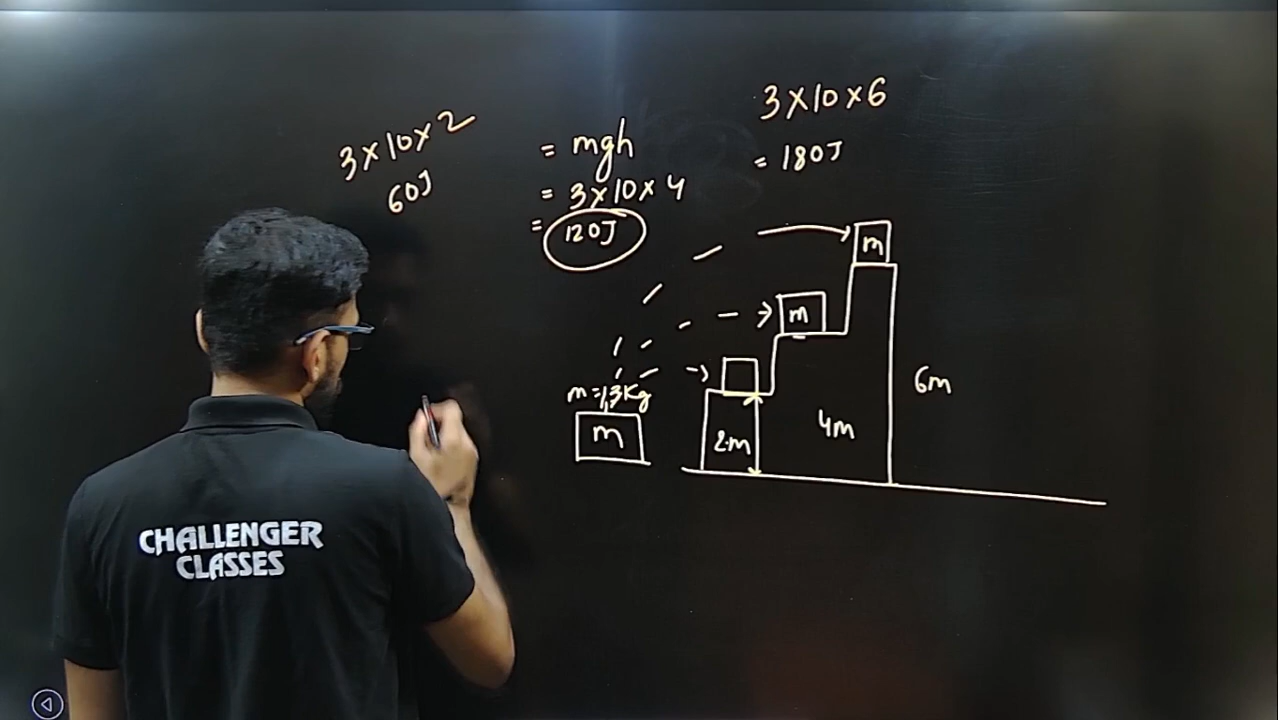 3×10×2
60J
= mgh
= 3×10×4
= 120J
3×10×6
= 180J
m
m
m = 3Kg
m
2m
4m
6m
CHALLENGER
CLASSES